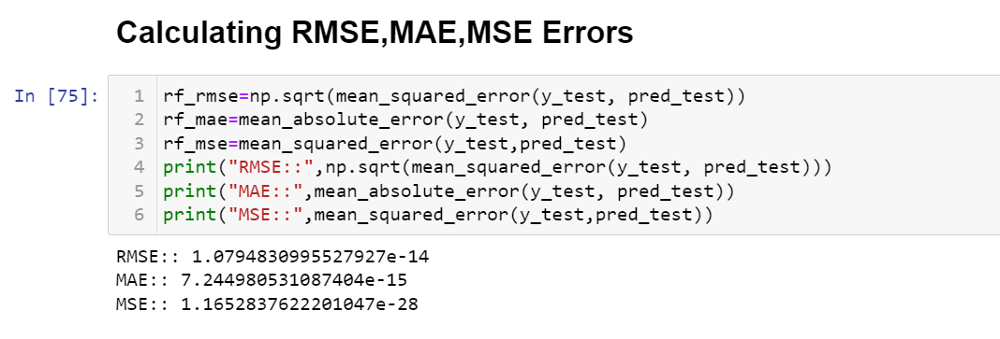 Calculating RMSE,MAE,MSE Errors
In [75]:
1 rf_rmse=np.sqrt(mean_squared_error(y_test, pred_test))
2 rf_mae=mean_absolute_error(y_test, pred_test)
3 rf_mse=mean_squared_error(y_test,pred_test)
4 print("RMSE::",np.sqrt(mean_squared_error(y_test, pred_test)))
5 print("MAE::",mean_absolute_error(y_test, pred_test))
6 print("MSE::",mean_squared_error(y_test,pred_test))
RMSE:: 1.0794830995527927e-14
MAE:: 7.244980531087404e-15
MSE:: 1.1652837622201047e-28